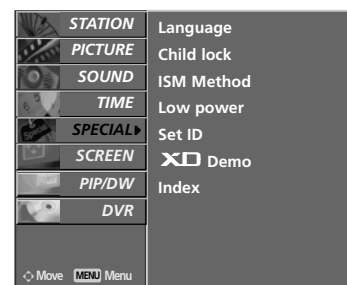 STATION
PICTURE
SOUND
TIME
SPECIAL
SCREEN
PIP/DW
DVR
Move MENU Menu
Language
Child lock
ISM Method
Low power
Set ID
XD Demo
Index